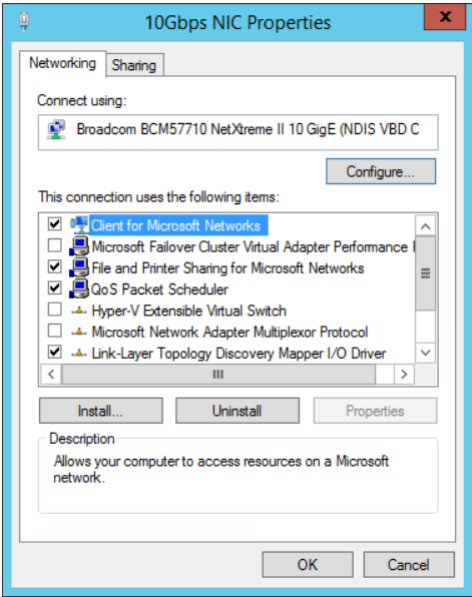 10Gbps NIC Properties
x
Networking
Sharing
Connect using:
Broadcom BCM57710 NetXtreme II 10 GigE (NDIS VBD C
Configure...
This connection uses the following items:
Client for Microsoft Networks
Microsoft Failover Cluster Virtual Adapter Performance
File and Printer Sharing for Microsoft Networks
QoS Packet Scheduler
Hyper-V Extensible Virtual Switch
Microsoft Network Adapter Multiplexor Protocol
Link-Layer Topology Discovery Mapper I/O Driver
Install...
Uninstall
Properties
Description
Allows your computer to access resources on a Microsoft
network.
OK
Cancel